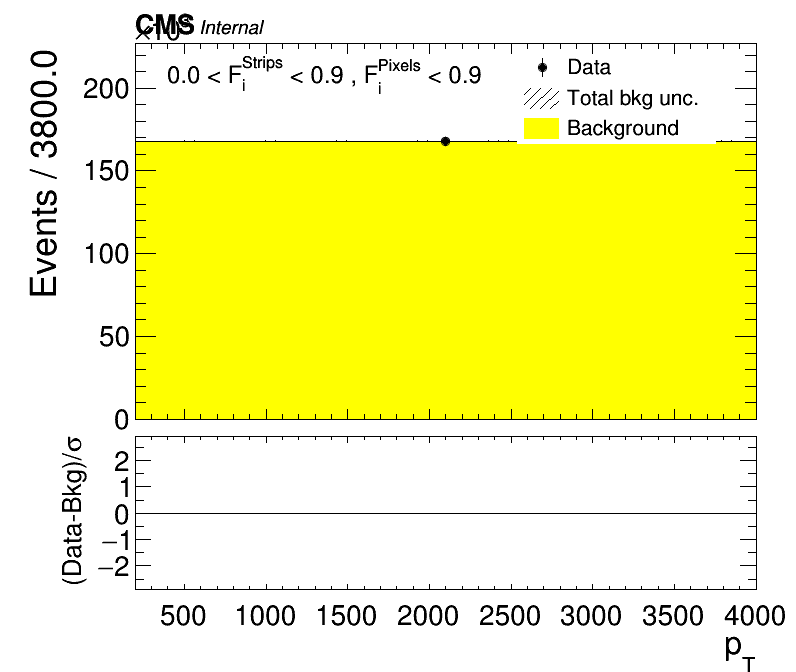 CMS Internal
×10
0.0 < F_i^Strips < 0.9 , F_i^Pixels < 0.9
Data
Total bkg unc.
Background
Events / 3800.0
200
150
100
50
0
(Data-Bkg)/σ
2
1
0
−1
−2
500 1000 1500 2000 2500 3000 3500 4000
p_T